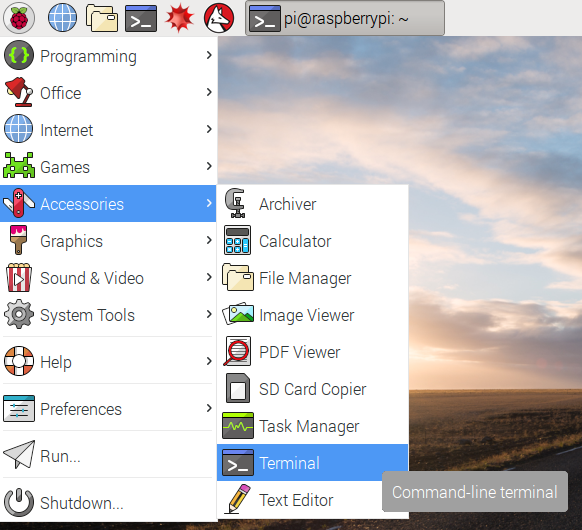 pi@raspberrypi: ~
Programming
Office
Internet
Games
Accessories
Graphics
Sound & Video
System Tools
Help
Preferences
Run...
Shutdown...
Archiver
Calculator
File Manager
Image Viewer
PDF Viewer
SD Card Copier
Task Manager
Terminal
Text Editor
Command-line terminal